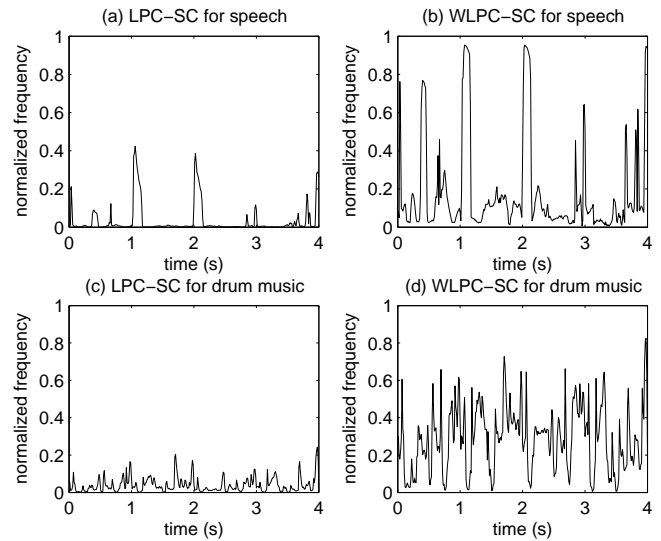 (a) LPC−SC for speech
normalized frequency
1
0.8
0.6
0.4
0.2
0
0 1 2 3 4
time (s)
(b) WLPC−SC for speech
normalized frequency
1
0.8
0.6
0.4
0.2
0
0 1 2 3 4
time (s)
(c) LPC−SC for drum music
normalized frequency
1
0.8
0.6
0.4
0.2
0
0 1 2 3 4
time (s)
(d) WLPC−SC for drum music
normalized frequency
1
0.8
0.6
0.4
0.2
0
0 1 2 3 4
time (s)